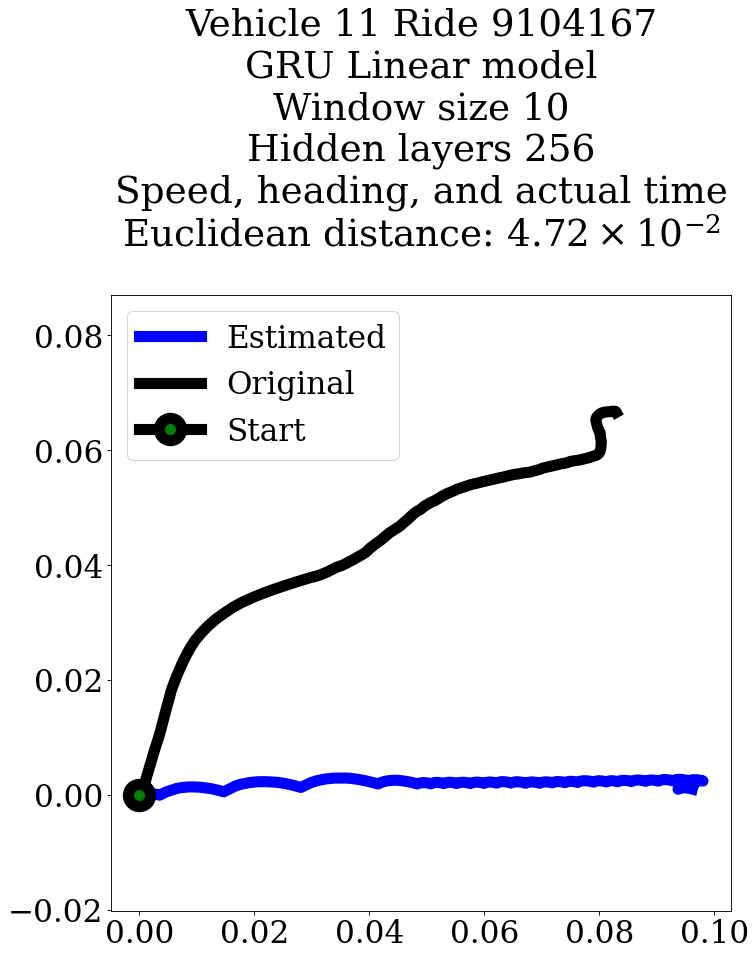 Vehicle 11 Ride 9104167
GRU Linear model
Window size 10
Hidden layers 256
Speed, heading, and actual time
Euclidean distance: 4.72 × 10⁻²
Estimated
Original
Start
0.08
0.06
0.04
0.02
0.00
−0.02
0.00 0.02 0.04 0.06 0.08 0.10